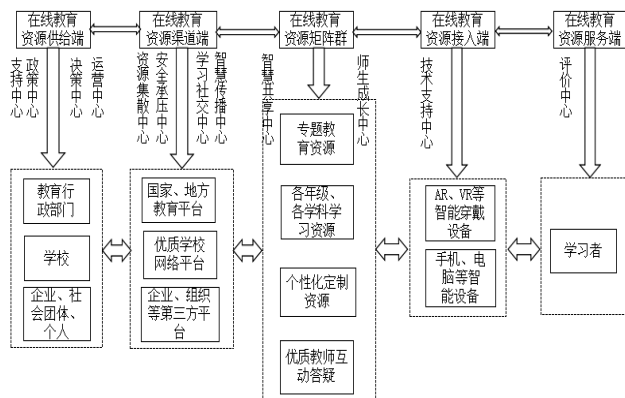 在线教育
资源供给端
在线教育
资源渠道端
在线教育
资源矩阵群
在线教育
资源接入端
在线教育
资源服务端
政策中心
支持中心
决策中心
运营中心
资源集散中心
安全承压中心
学习社交中心
智慧传播中心
智慧共享中心
师生成长中心
技术支持中心
评价中心
教育行
政部门
学校
企业、社
会团体、
个人
国家、地方
教育平台
优质学校
网络平台
企业、组织
等第三方平
台
专题教
育资源
各年级、
各学科学
习资源
个性化定制
资源
优质教师互
动答疑
AR、VR等
智能穿戴
设备
手机、电
脑等智
能设备
学习者